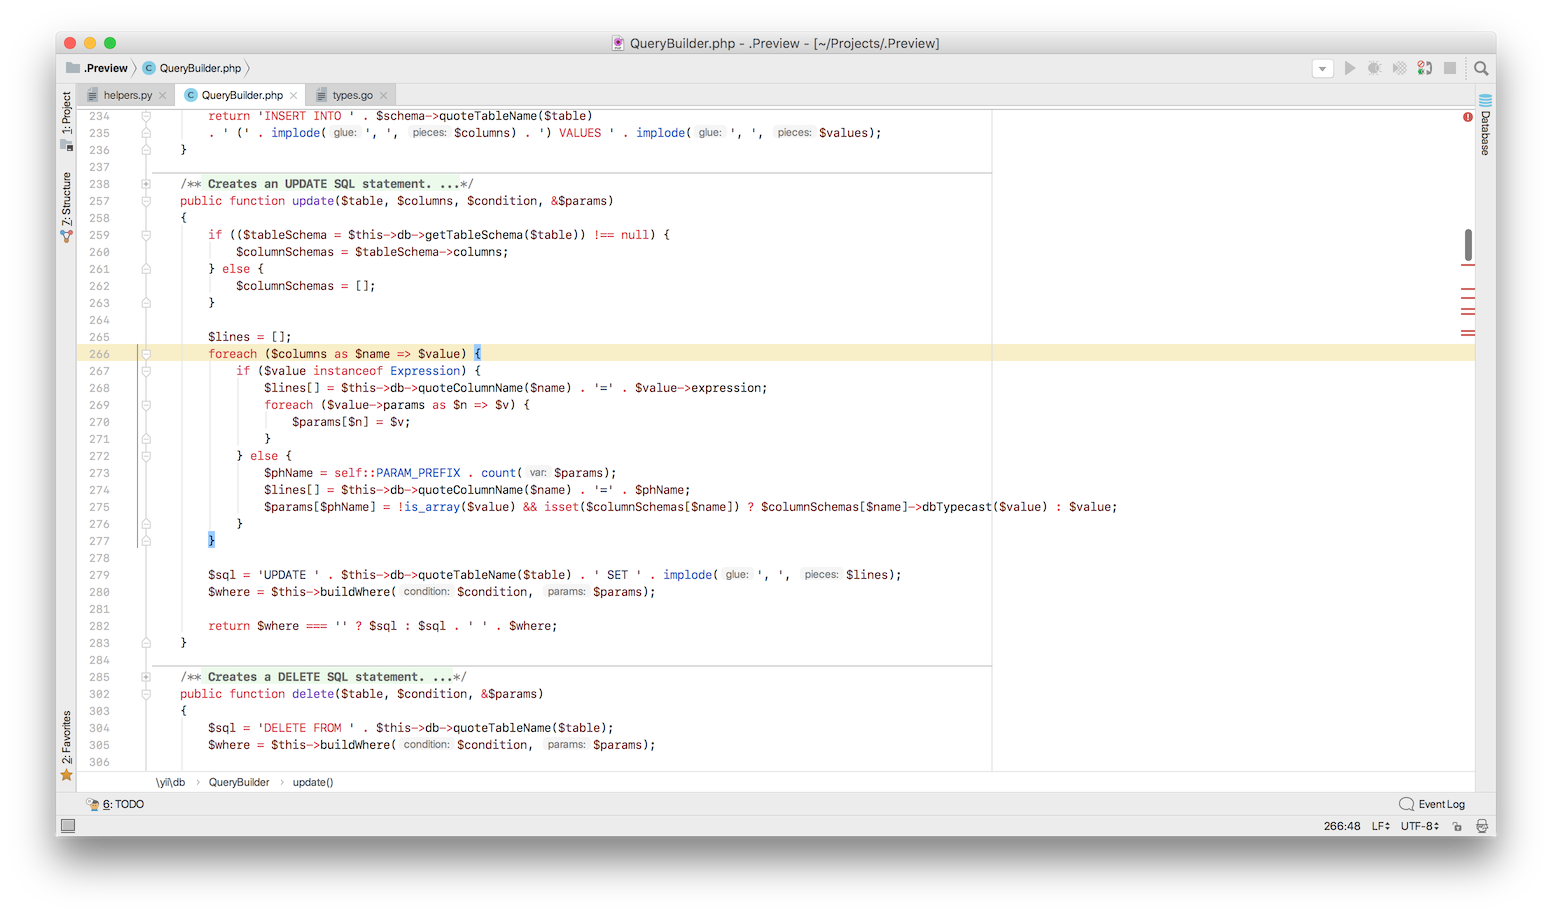 QueryBuilder.php - .Preview - [~/Projects/.Preview]
.Preview QueryBuilder.php
helpers.py QueryBuilder.php types.go
1: Project
7: Structure
2: Favorites
Database
234 return 'INSERT INTO ' . $schema->quoteTableName($table)
235 . ' (' . implode( glue: ', ', pieces: $columns) . ') VALUES ' . implode( glue: ', ', pieces: $values);
236 }
237
238 /** Creates an UPDATE SQL statement. ...*/
257 public function update($table, $columns, $condition, &$params)
258 {
259 if (($tableSchema = $this->db->getTableSchema($table)) !== null) {
260 $columnSchemas = $tableSchema->columns;
261 } else {
262 $columnSchemas = [];
263 }
264
265 $lines = [];
266 foreach ($columns as $name => $value) {
267 if ($value instanceof Expression) {
268 $lines[] = $this->db->quoteColumnName($name) . '=' . $value->expression;
269 foreach ($value->params as $n => $v) {
270 $params[$n] = $v;
271 }
272 } else {
273 $phName = self::PARAM_PREFIX . count( var: $params);
274 $lines[] = $this->db->quoteColumnName($name) . '=' . $phName;
275 $params[$phName] = !is_array($value) && isset($columnSchemas[$name]) ? $columnSchemas[$name]->dbTypecast($value) : $value;
276 }
277 }
278
279 $sql = 'UPDATE ' . $this->db->quoteTableName($table) . ' SET ' . implode( glue: ', ', pieces: $lines);
280 $where = $this->buildWhere( condition: $condition, params: $params);
281
282 return $where === '' ? $sql : $sql . ' ' . $where;
283 }
284
285 /** Creates a DELETE SQL statement. ...*/
302 public function delete($table, $condition, &$params)
303 {
304 $sql = 'DELETE FROM ' . $this->db->quoteTableName($table);
305 $where = $this->buildWhere( condition: $condition, params: $params);
306
\yii\db › QueryBuilder › update()
6: TODO Event Log
266:48 LF UTF-8